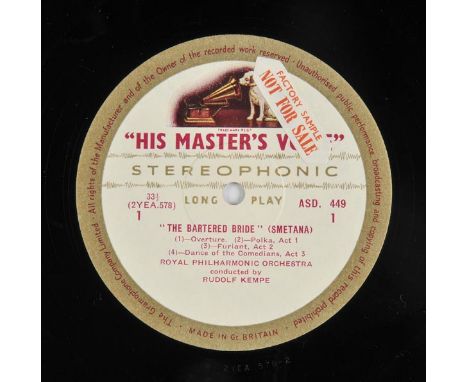 All rights of the Manufacturer and of the Owner of the recorded work reserved · Unauthorised public performance broadcasting and copying of this record prohibited
FACTORY SAMPLE
NOT FOR SALE
"HIS MASTER'S VO
STEREOPHONIC
LONG PLAY
33⅓
(2YEA.578)
1
ASD. 449
1
"THE BARTERED BRIDE" (SMETANA)
(1)—Overture. (2)—Polka, Act 1
(3)—Furiant, Act 2
(4)—Dance of the Comedians, Act 3
ROYAL PHILHARMONIC ORCHESTRA
conducted by
RUDOLF KEMPE
The Gramophone Company Limited
· MADE IN Gt. BRITAIN ·